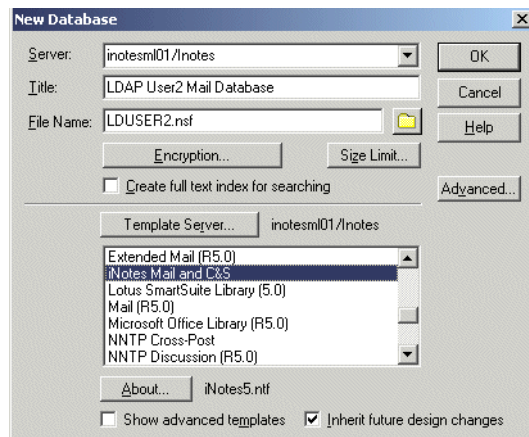 New Database
Server: inotesml01/Inotes OK
Title: LDAP User2 Mail Database Cancel
File Name: LDUSER2.nsf Help
Encryption... Size Limit...
Create full text index for searching Advanced...
Template Server... inotesml01/Inotes
Extended Mail (R5.0)
iNotes Mail and C&S
Lotus SmartSuite Library (5.0)
Mail (R5.0)
Microsoft Office Library (R5.0)
NNTP Cross-Post
NNTP Discussion (R5.0)
About... iNotes5.ntf
Show advanced templates Inherit future design changes